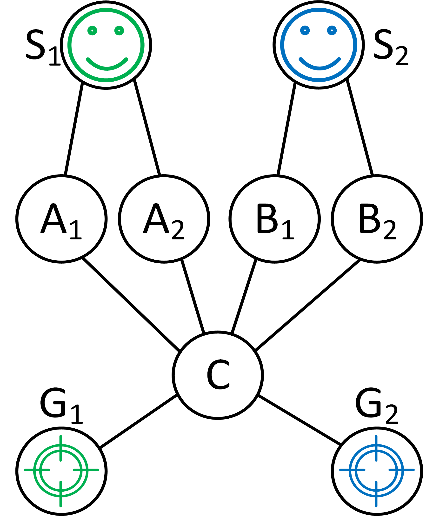 S₁ S₂
A₁ A₂ B₁ B₂
C
G₁ G₂